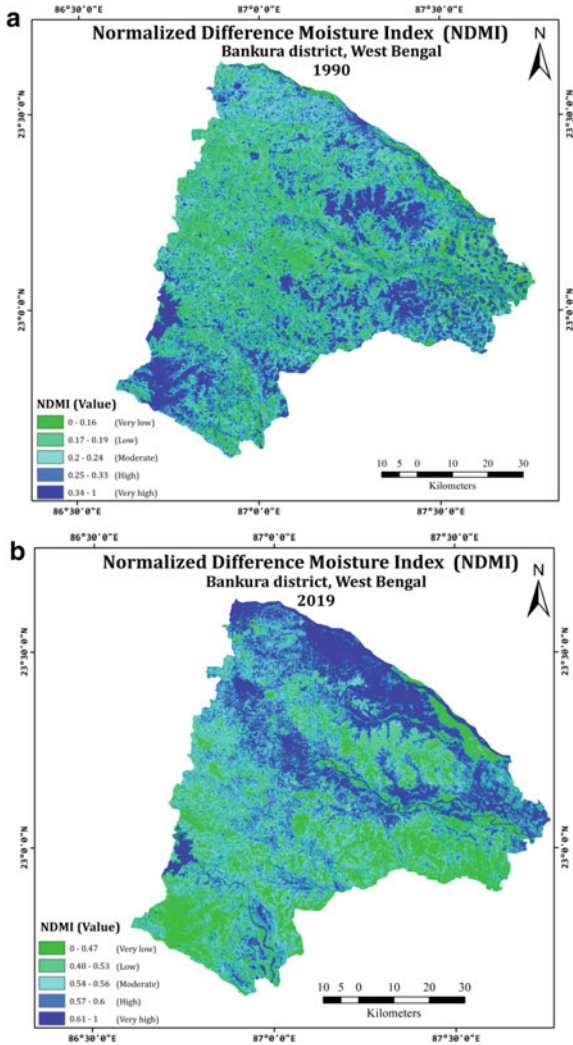 a
86°30'0"E 87°0'0"E 87°30'0"E
Normalized Difference Moisture Index (NDMI)
Bankura district, West Bengal
1990
N
23°30'0"N
23°30'0"N
23°0'0"N
23°0'0"N
NDMI (Value)
0 - 0.16 (Very low)
0.17 - 0.19 (Low)
0.2 - 0.24 (Moderate)
0.25 - 0.33 (High)
0.34 - 1 (Very high)
10 5 0 10 20 30
Kilometers
86°30'0"E 87°0'0"E 87°30'0"E
b
86°30'0"E 87°0'0"E 87°30'0"E
Normalized Difference Moisture Index (NDMI)
Bankura district, West Bengal
2019
N
23°30'0"N
23°30'0"N
23°0'0"N
23°0'0"N
NDMI (Value)
0 - 0.47 (Very low)
0.48 - 0.53 (Low)
0.54 - 0.56 (Moderate)
0.57 - 0.6 (High)
0.61 - 1 (Very high)
10 5 0 10 20 30
Kilometers
86°30'0"E 87°0'0"E 87°30'0"E